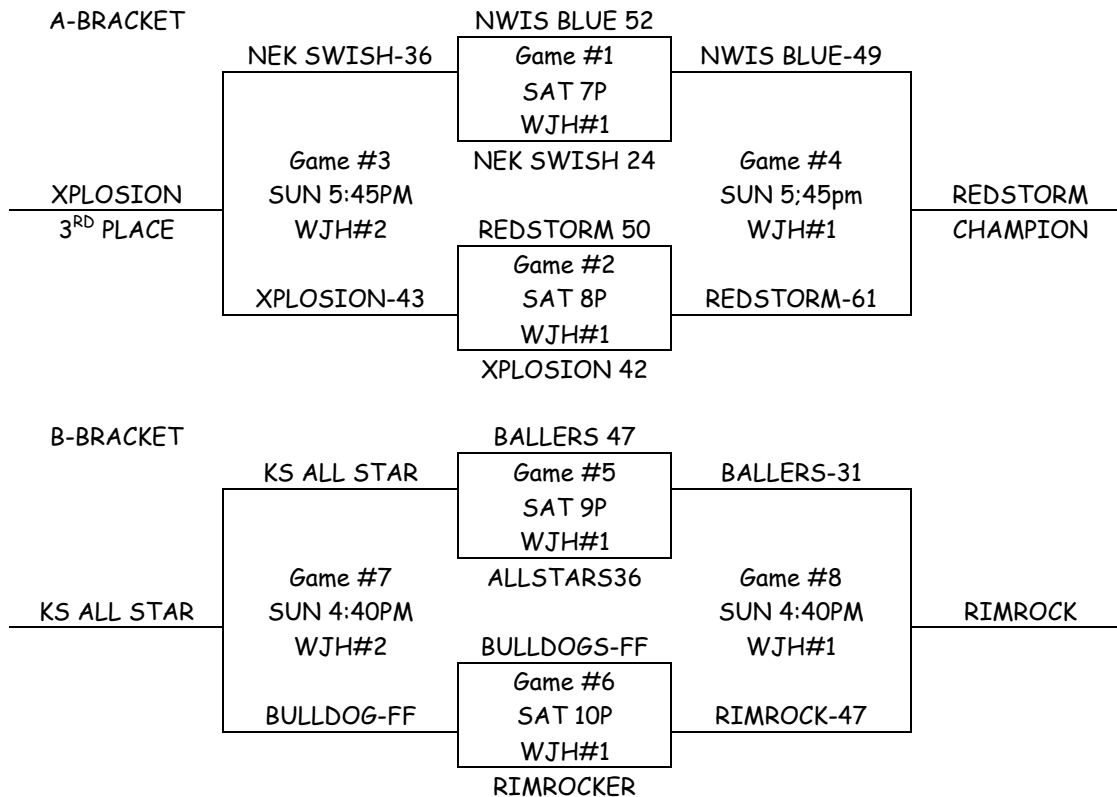 A-BRACKET
NWIS BLUE 52
NEK SWISH-36
Game #1
NWIS BLUE-49
SAT 7P
WJH#1
Game #3
NEK SWISH 24
Game #4
XPLOSION
SUN 5:45PM
SUN 5;45pm
REDSTORM
3RD PLACE
WJH#2
REDSTORM 50
WJH#1
CHAMPION
Game #2
XPLOSION-43
SAT 8P
REDSTORM-61
WJH#1
XPLOSION 42
B-BRACKET
BALLERS 47
KS ALL STAR
Game #5
BALLERS-31
SAT 9P
WJH#1
Game #7
ALLSTARS36
Game #8
KS ALL STAR
SUN 4:40PM
SUN 4:40PM
RIMROCK
WJH#2
BULLDOGS-FF
WJH#1
Game #6
BULLDOG-FF
SAT 10P
RIMROCK-47
WJH#1
RIMROCKER